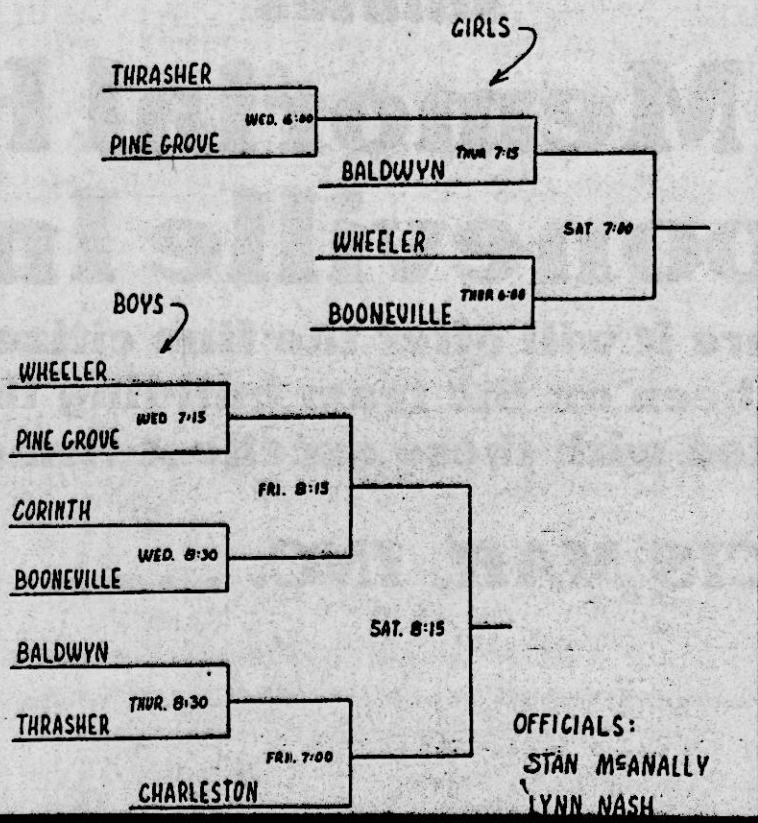 GIRLS
THRASHER
WED. 6:00
PINE GROVE
THUR 7:15
BALDWYN
SAT 7:00
WHEELER
THUR 6:00
BOONEVILLE
BOYS
WHEELER
WED 7:15
PINE GROVE
FRI. 8:15
CORINTH
WED. 8:30
BOONEVILLE
SAT. 8:15
BALDWYN
THUR. 8:30
THRASHER
FRI. 7:00
CHARLESTON
OFFICIALS:
STAN McANALLY
LYNN NASH